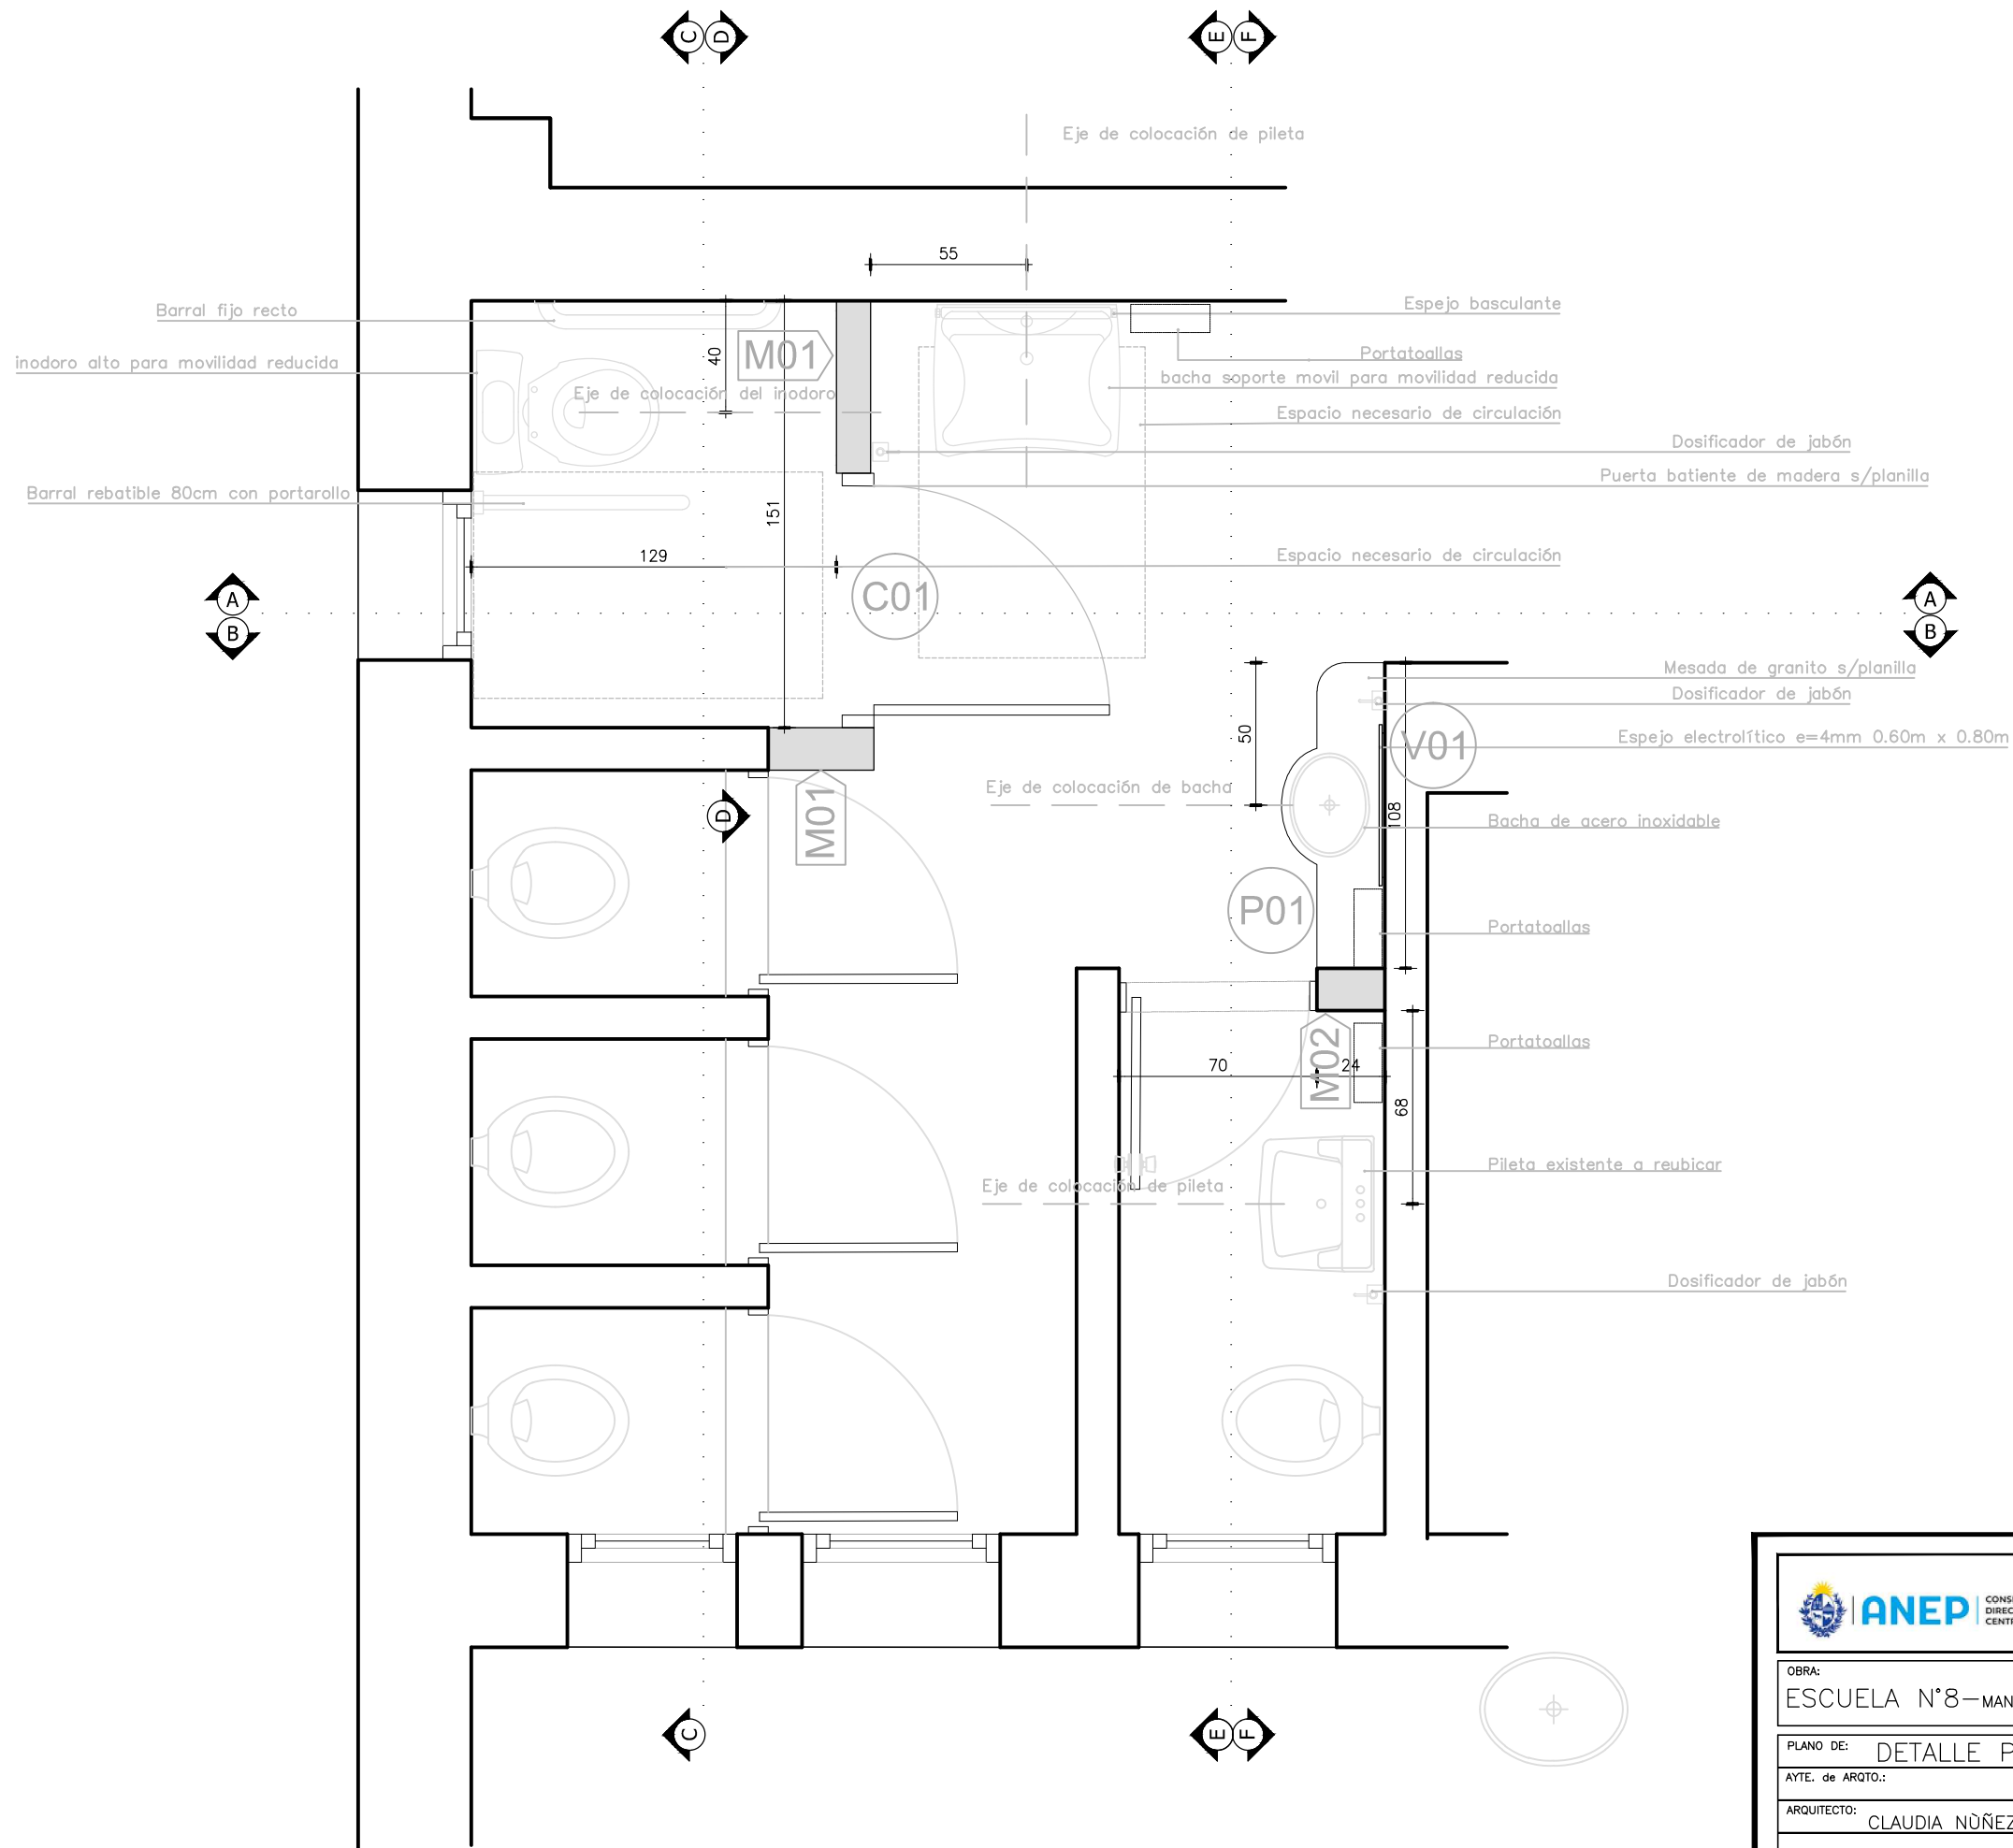 C D
E F
Eje de colocación de pileta
55
Barral fijo recto
Espejo basculante
40
M01
Portatoallas
inodoro alto para movilidad reducida
bacha soporte movil para movilidad reducida
Eje de colocación del inodoro
Espacio necesario de circulación
Dosificador de jabón
Puerta batiente de madera s/planilla
Barral rebatible 80cm con portarollo
151
129
Espacio necesario de circulación
C01
A
B
A
B
Mesada de granito s/planilla
Dosificador de jabón
50
V01
Espejo electrolítico e=4mm 0.60m x 0.80m
Eje de colocación de bacha
D
M01
108
Bacha de acero inoxidable
P01
Portatoallas
Portatoallas
70
M02
24
68
Pileta existente a reubicar
Eje de colocación de pileta
Dosificador de jabón
ANEP
OBRA:
ESCUELA N°8-
C
E F
PLANO DE: DETALLE
AYTE. de ARQTO.:
ARQUITECTO: CLAUDIA NÙÑEZ